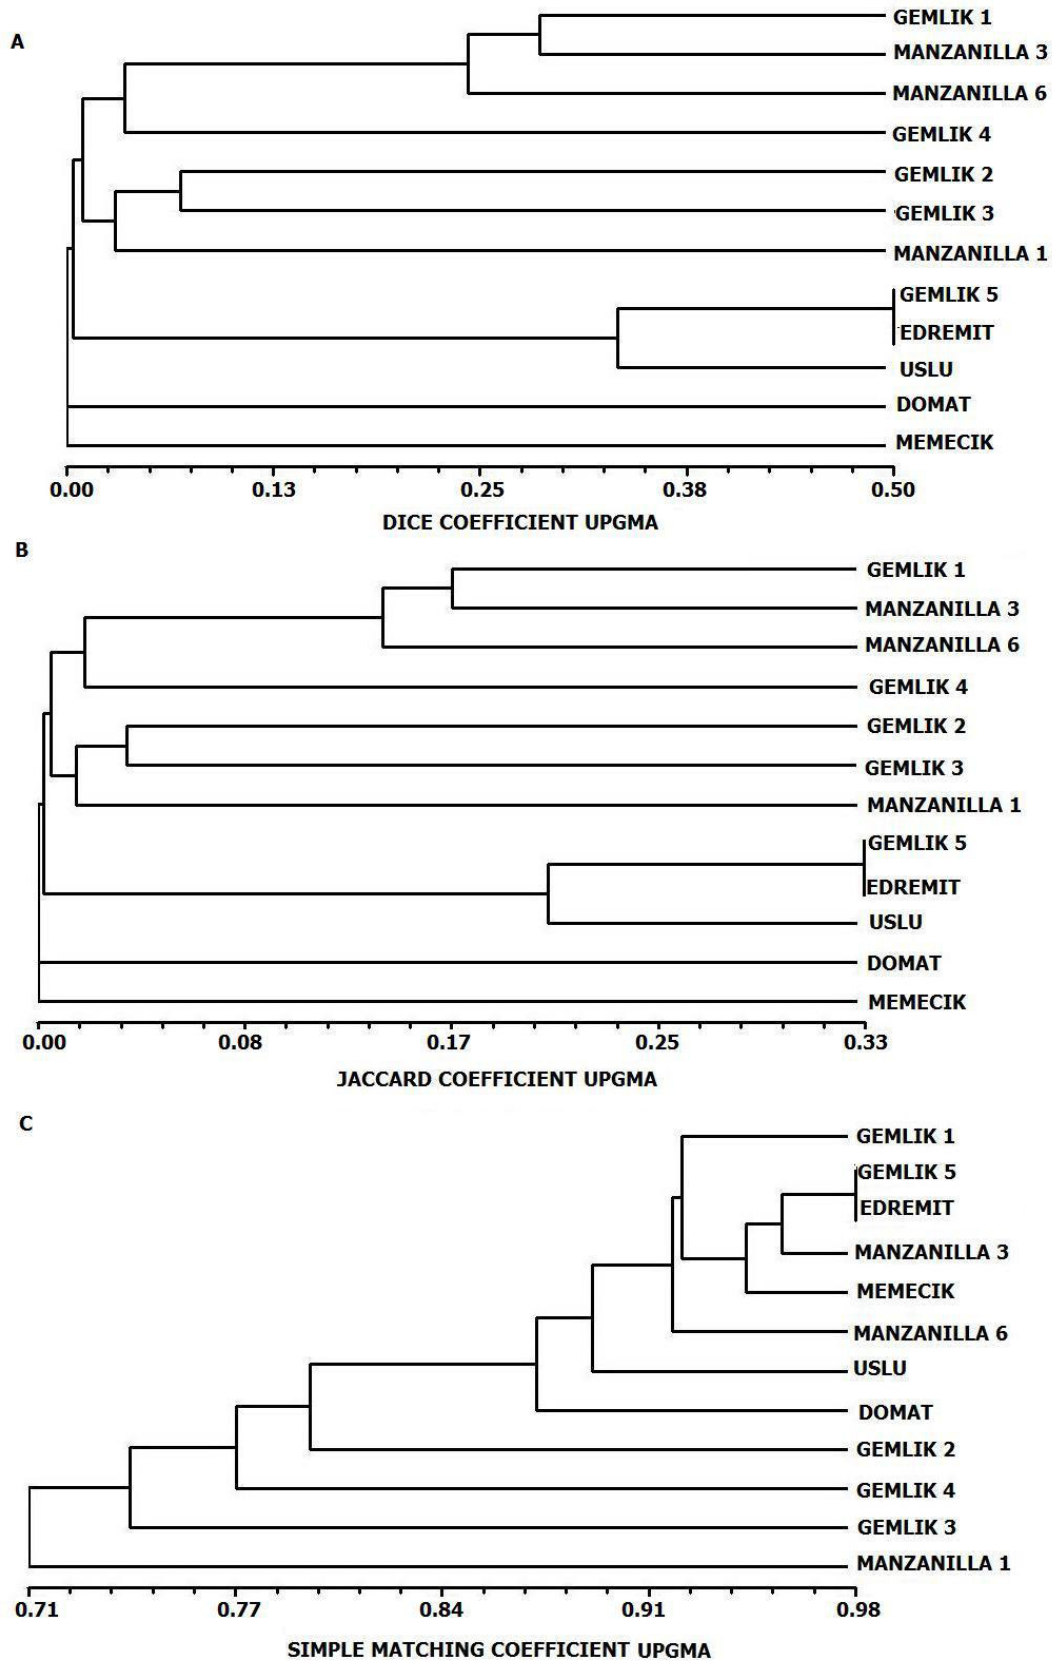 A
GEMLIK 1
MANZANILLA 3
MANZANILLA 6
GEMLIK 4
GEMLIK 2
GEMLIK 3
MANZANILLA 1
GEMLIK 5
EDREMIT
USLU
DOMAT
MEMECIK
0.00 0.13 0.25 0.38 0.50
DICE COEFFICIENT UPGMA
B
GEMLIK 1
MANZANILLA 3
MANZANILLA 6
GEMLIK 4
GEMLIK 2
GEMLIK 3
MANZANILLA 1
GEMLIK 5
EDREMIT
USLU
DOMAT
MEMECIK
0.00 0.08 0.17 0.25 0.33
JACCARD COEFFICIENT UPGMA
C
GEMLIK 1
GEMLIK 5
EDREMIT
MANZANILLA 3
MEMECIK
MANZANILLA 6
USLU
DOMAT
GEMLIK 2
GEMLIK 4
GEMLIK 3
MANZANILLA 1
0.71 0.77 0.84 0.91 0.98
SIMPLE MATCHING COEFFICIENT UPGMA